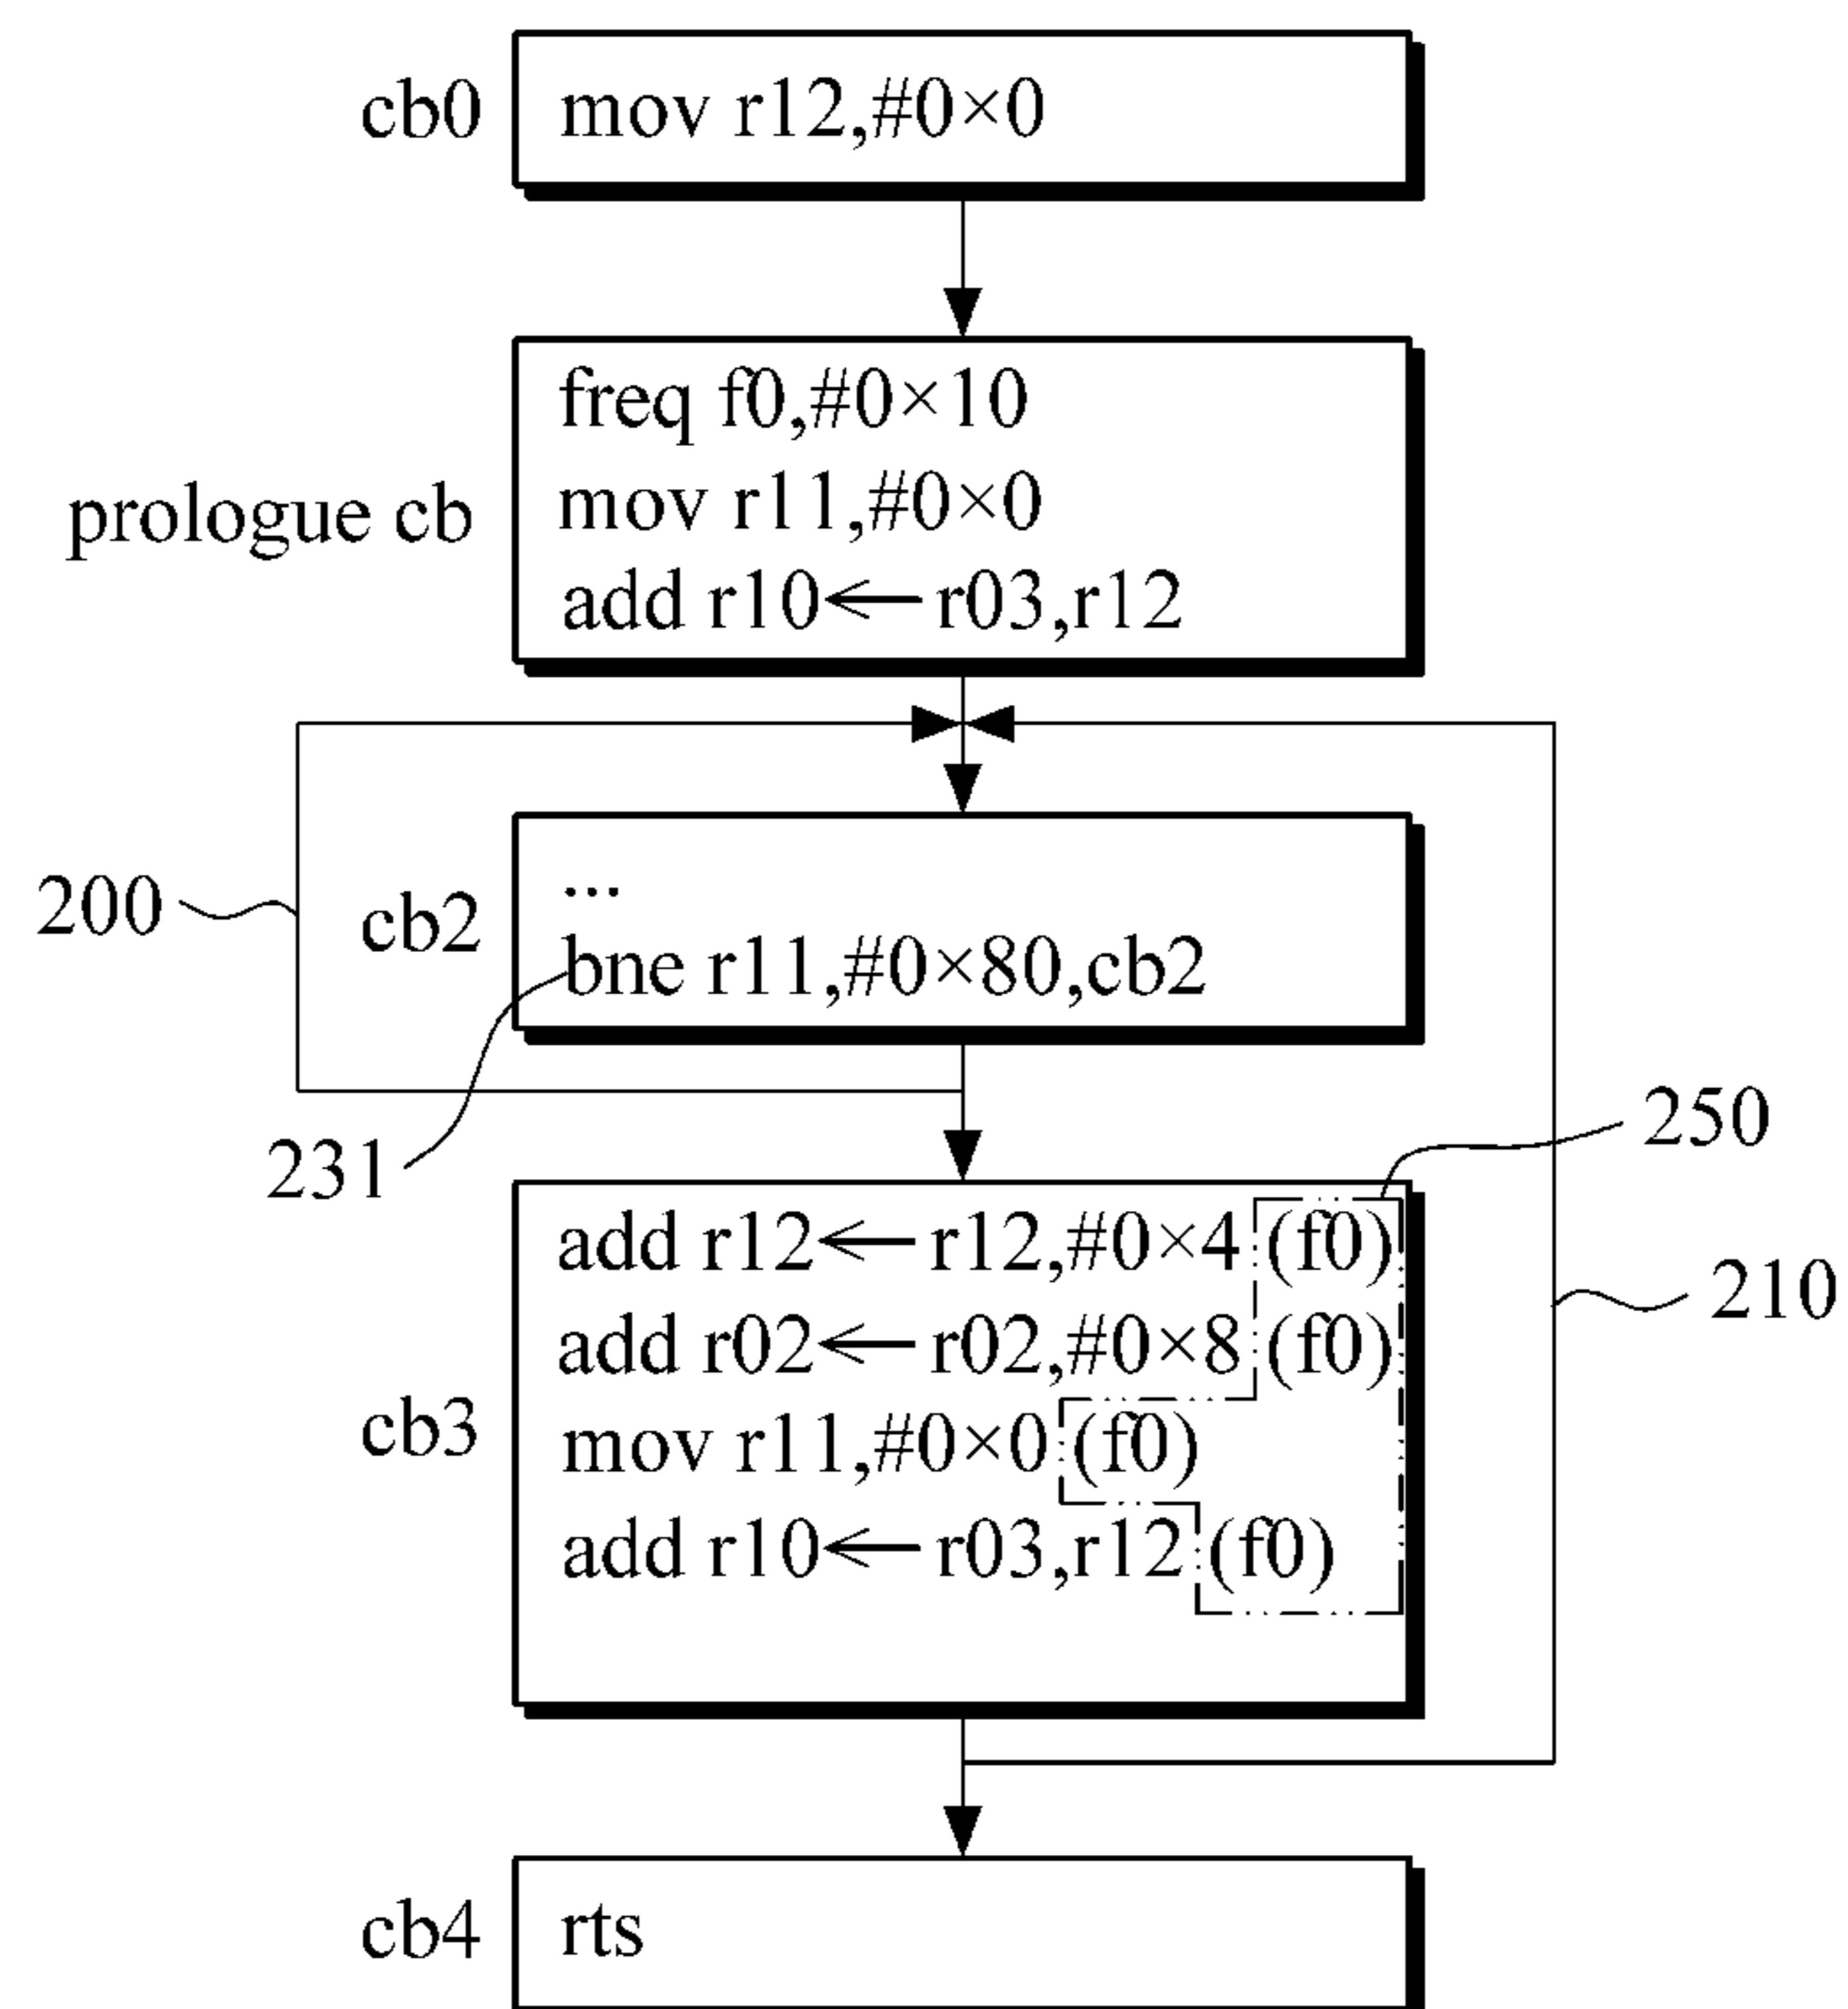 cb0
mov r12,#0×0
prologue cb
freq f0,#0×10
mov r11,#0×0
add r10←r03,r12
200
cb2
...
bne r11,#0×80,cb2
231
250
210
cb3
add r12←r12,#0×4 (f0)
add r02←r02,#0×8 (f0)
mov r11,#0×0 (f0)
add r10←r03,r12 (f0)
cb4
rts